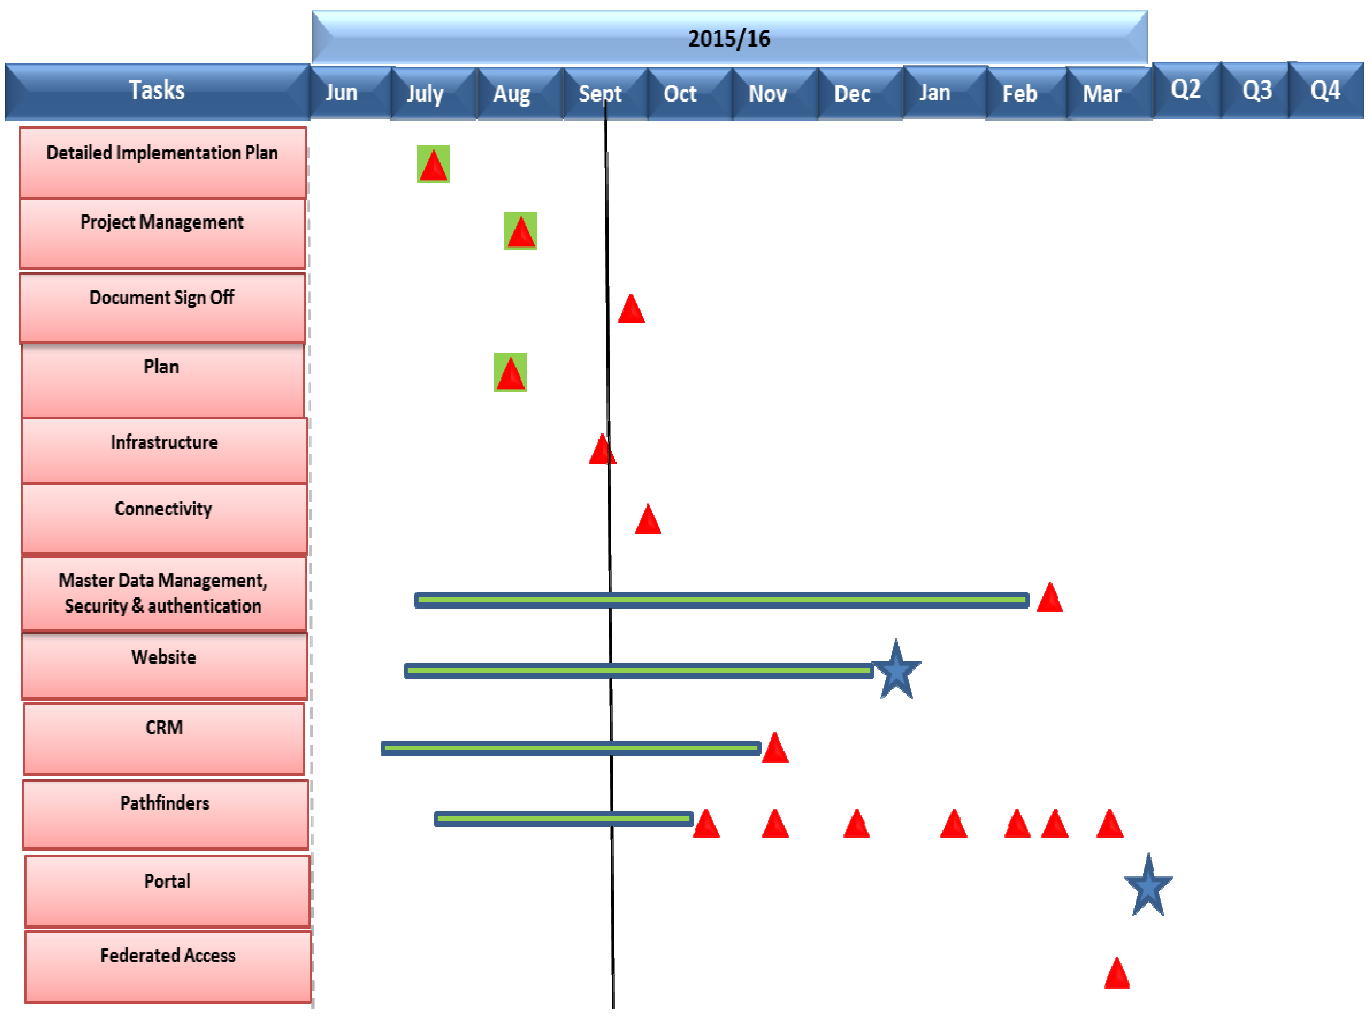 2015/16
Tasks Jun July Aug Sept Oct Nov Dec Jan Feb Mar Q2 Q3 Q4
Detailed Implementation Plan
Project Management
Document Sign Off
Plan
Infrastructure
Connectivity
Master Data Management,
Security & authentication
Website
CRM
Pathfinders
Portal
Federated Access